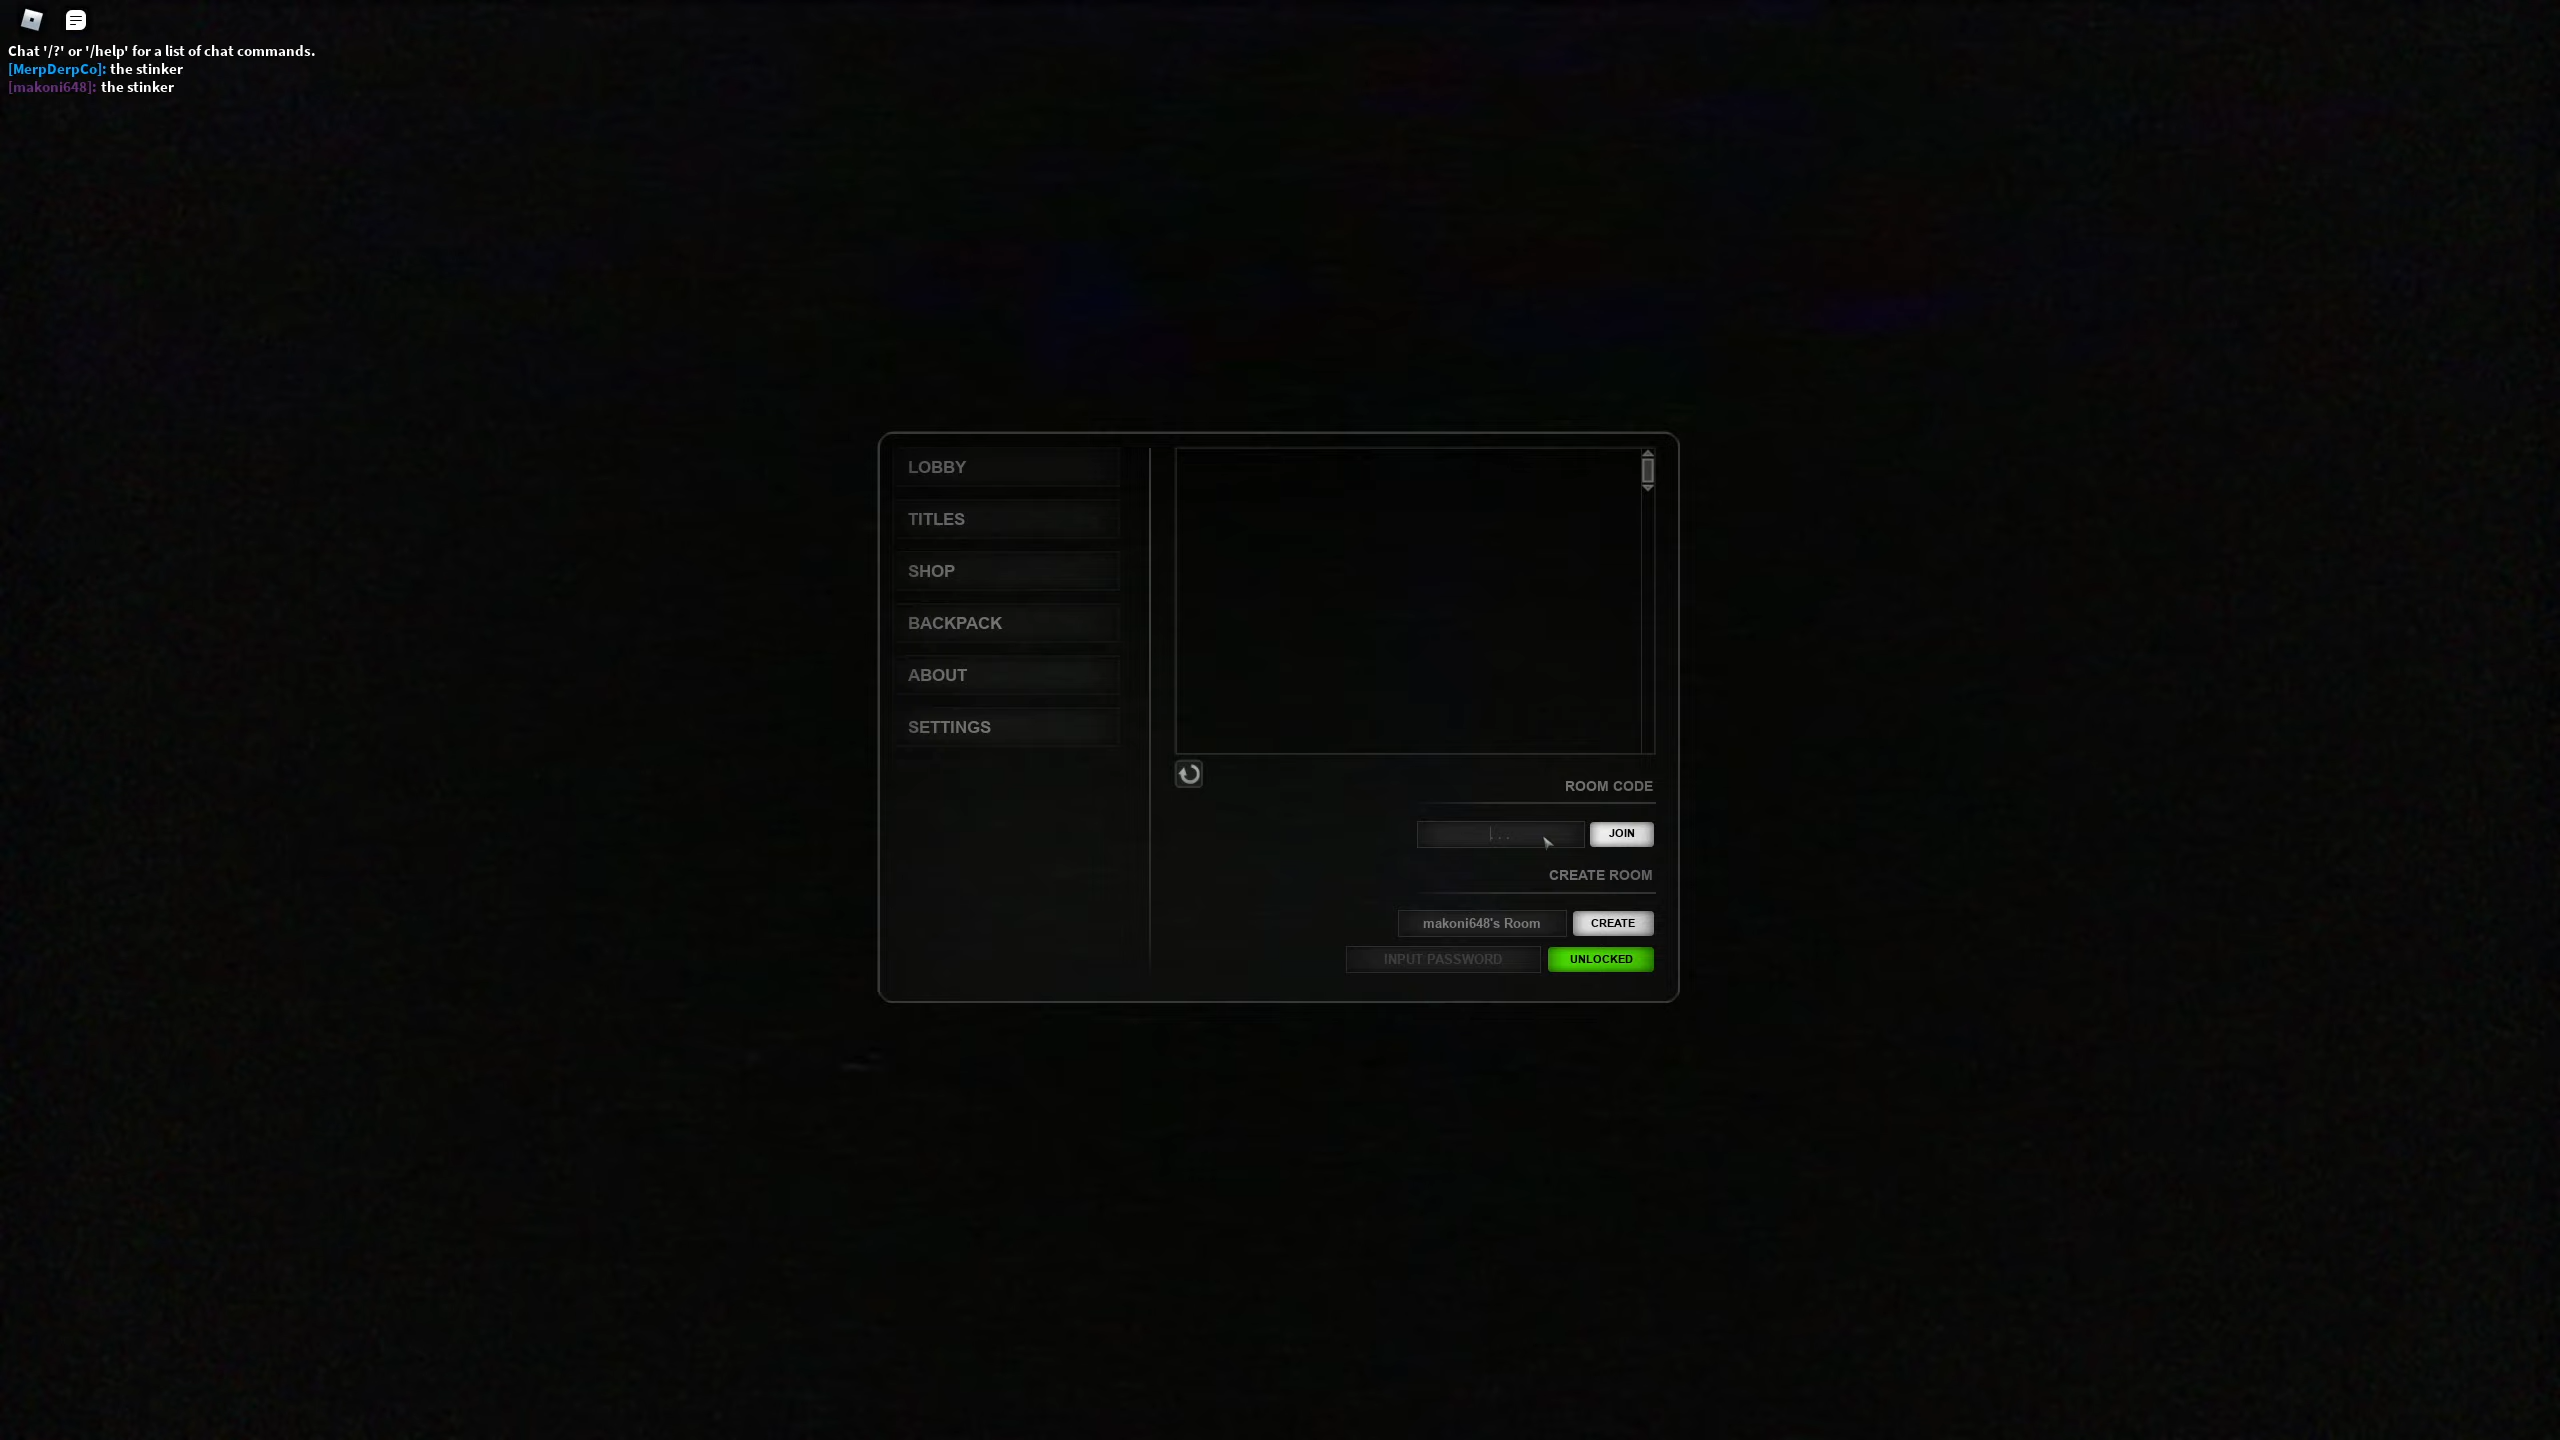 Chat '/?' or '/help' for a list of chat commands.
[MerpDerpCo]: the stinker
[makoni648]: the stinker
LOBBY
TITLES
SHOP
BACKPACK
ABOUT
SETTINGS
ROOM CODE
...
JOIN
CREATE ROOM
makoni648's Room
CREATE
INPUT PASSWORD
UNLOCKED